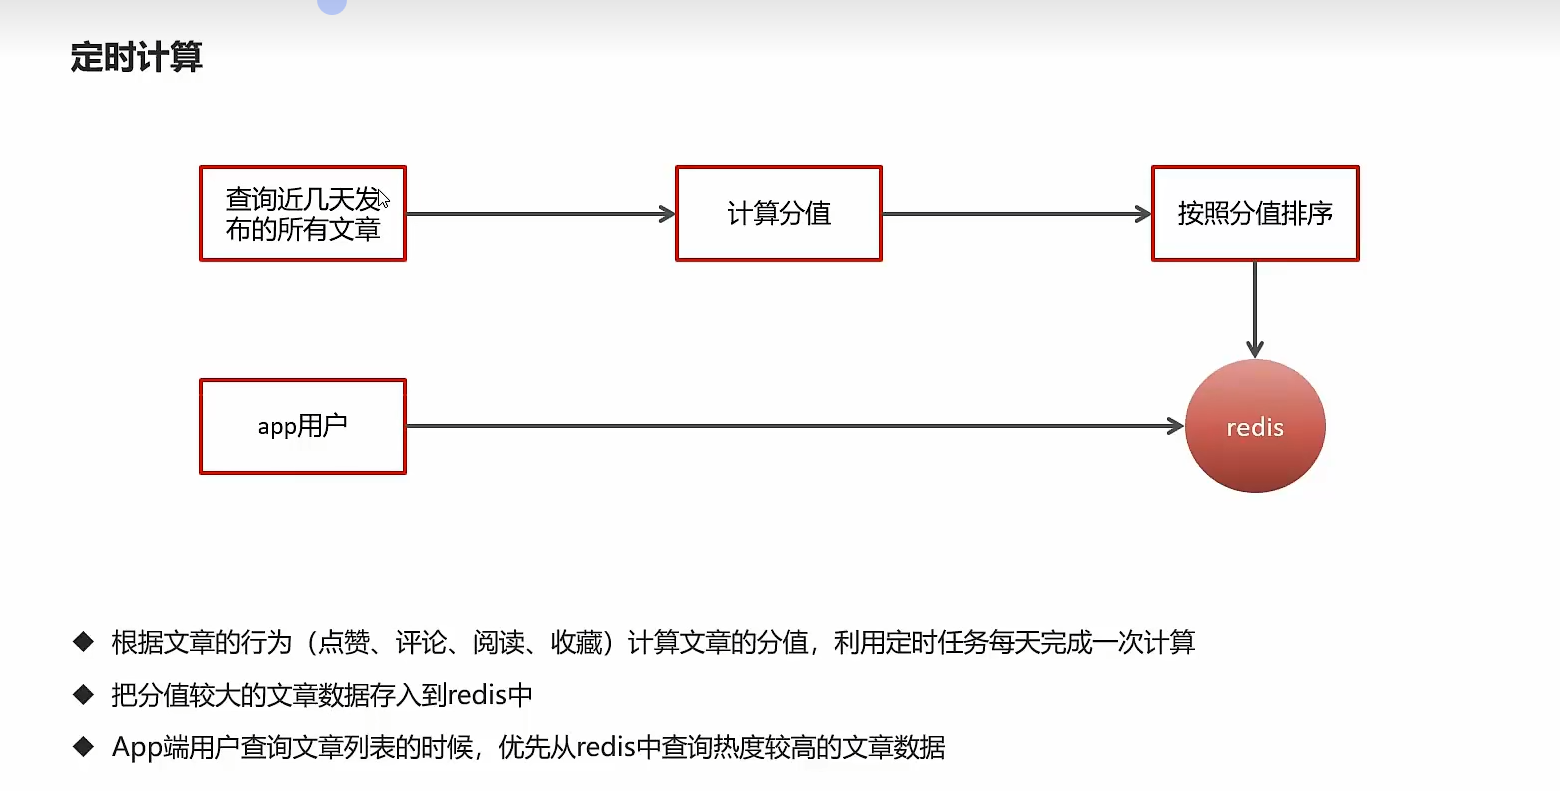 定时计算
查询近几天发
布的所有文章
计算分值
按照分值排序
app用户
redis
根据文章的行为（点赞、评论、阅读、收藏）计算文章的分值，利用定时任务每天完成一次计算
把分值较大的文章数据存入到redis中
App端用户查询文章列表的时候，优先从redis中查询热度较高的文章数据